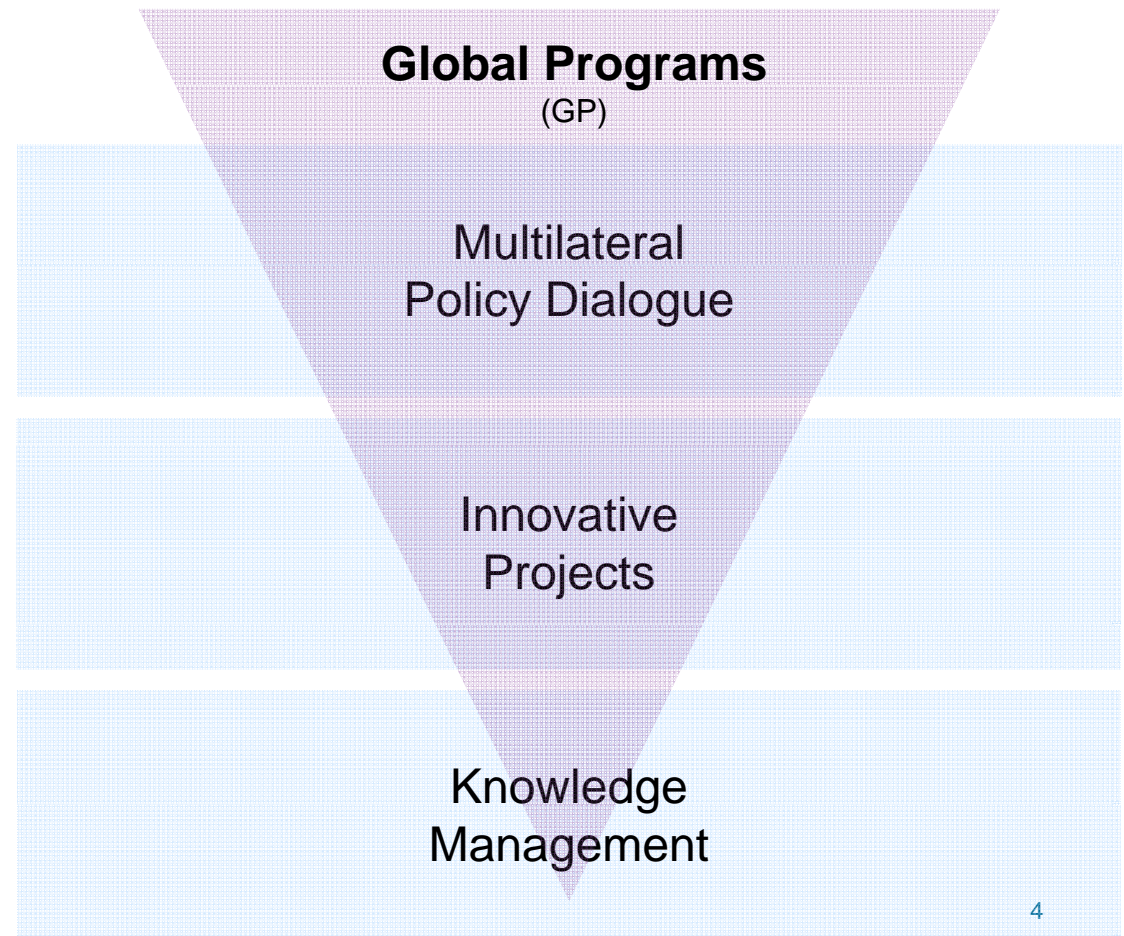 Global Programs
(GP)
Multilateral
Policy Dialogue
Innovative
Projects
Knowledge
Management
4